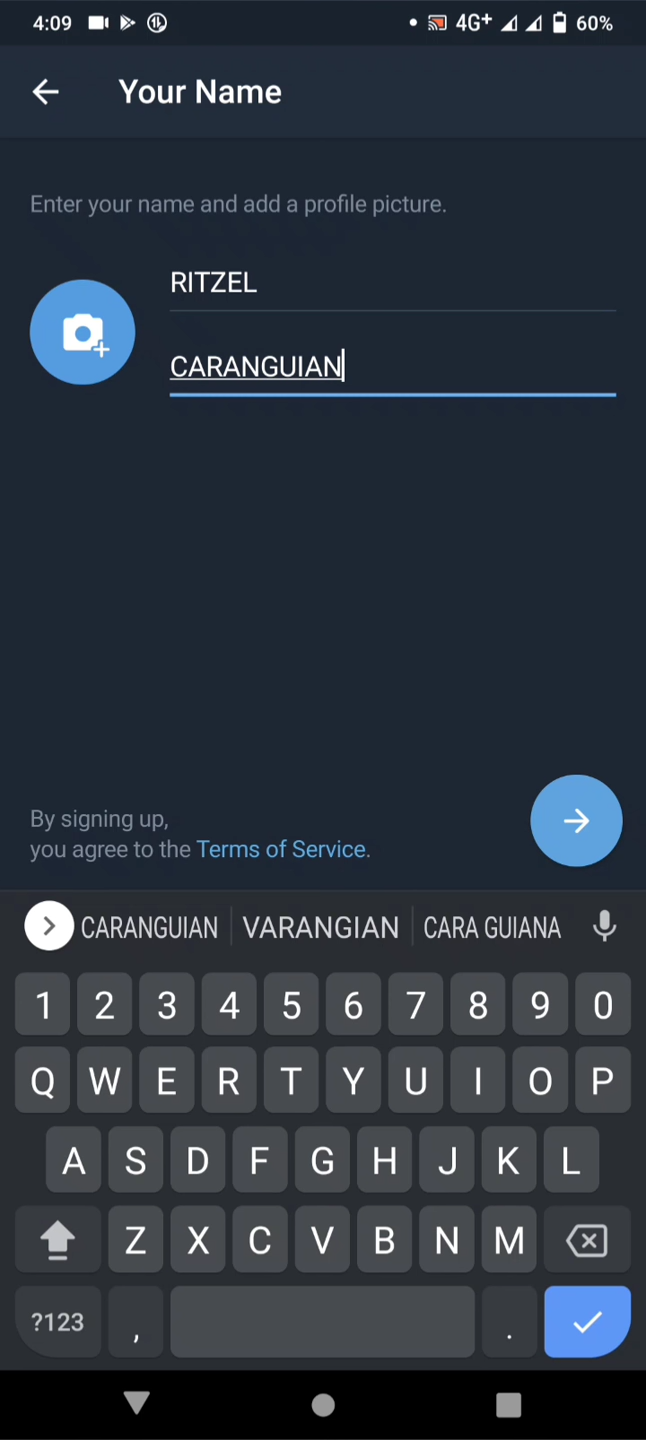 4:09 4G+ 60%
Your Name
Enter your name and add a profile picture.
RITZEL
CARANGUIAN
By signing up,
you agree to the Terms of Service.
CARANGUIAN VARANGIAN CARA GUIANA
1 2 3 4 5 6 7 8 9 0
Q W E R T Y U I O P
A S D F G H J K L
Z X C V B N M
?123 , .